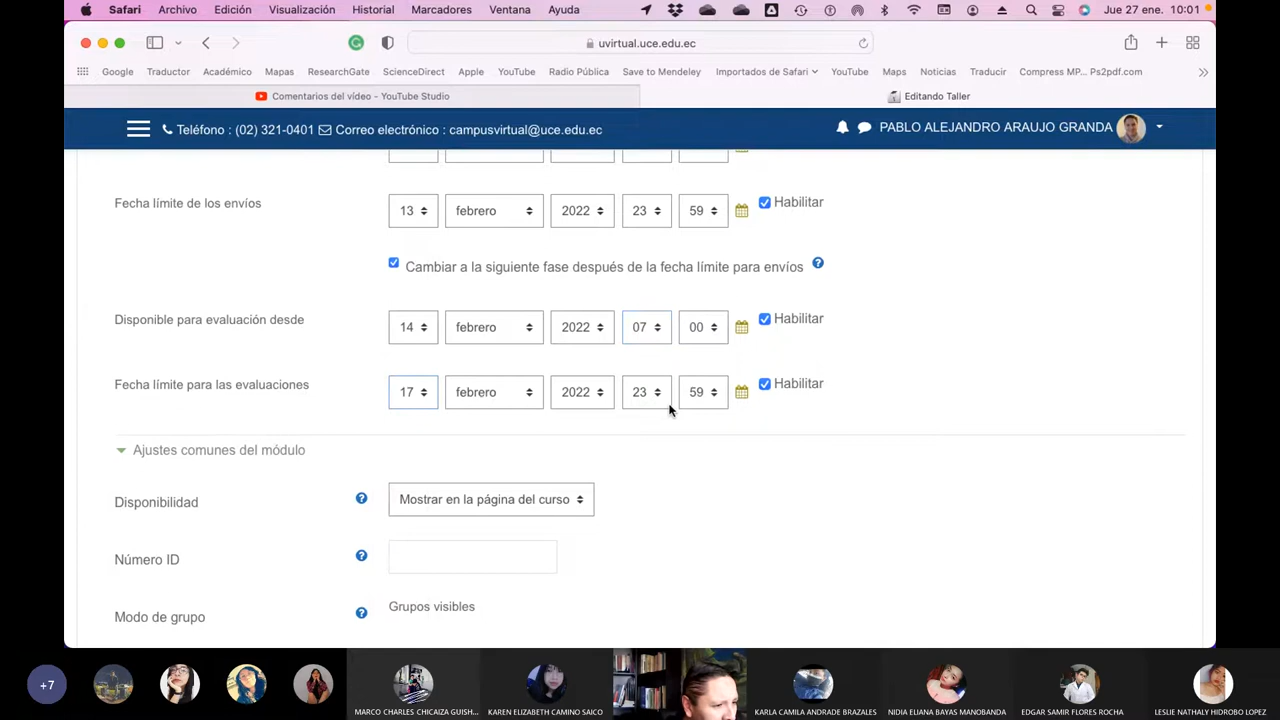 Safari Archivo Edición Visualización Historial Marcadores Ventana Ayuda Jue 27 ene. 10:01
uvirtual.uce.edu.ec
Google Traductor Académico Mapas ResearchGate ScienceDirect Apple YouTube Radio Pública Save to Mendeley Importados de Safari YouTube Maps Noticias Traducir Compress MP... Ps2pdf.com
Comentarios del vídeo - YouTube Studio Editando Taller
Teléfono : (02) 321-0401 Correo electrónico : campusvirtual@uce.edu.ec PABLO ALEJANDRO ARAUJO GRANDA
Fecha límite de los envíos 13 febrero 2022 23 59 Habilitar
Cambiar a la siguiente fase después de la fecha límite para envíos
Disponible para evaluación desde 14 febrero 2022 07 00 Habilitar
Fecha límite para las evaluaciones 17 febrero 2022 23 59 Habilitar
Ajustes comunes del módulo
Disponibilidad Mostrar en la página del curso
Número ID
Modo de grupo Grupos visibles
+7 MARCO CHARLES CHICAIZA GUISH... KAREN ELIZABETH CAMINO SAICO KARLA CAMILA ANDRADE BRAZALES NIDIA ELIANA BAYAS MANOBANDA EDGAR SAMIR FLORES ROCHA LESLIE NATHALY HIDROBO LOPEZ